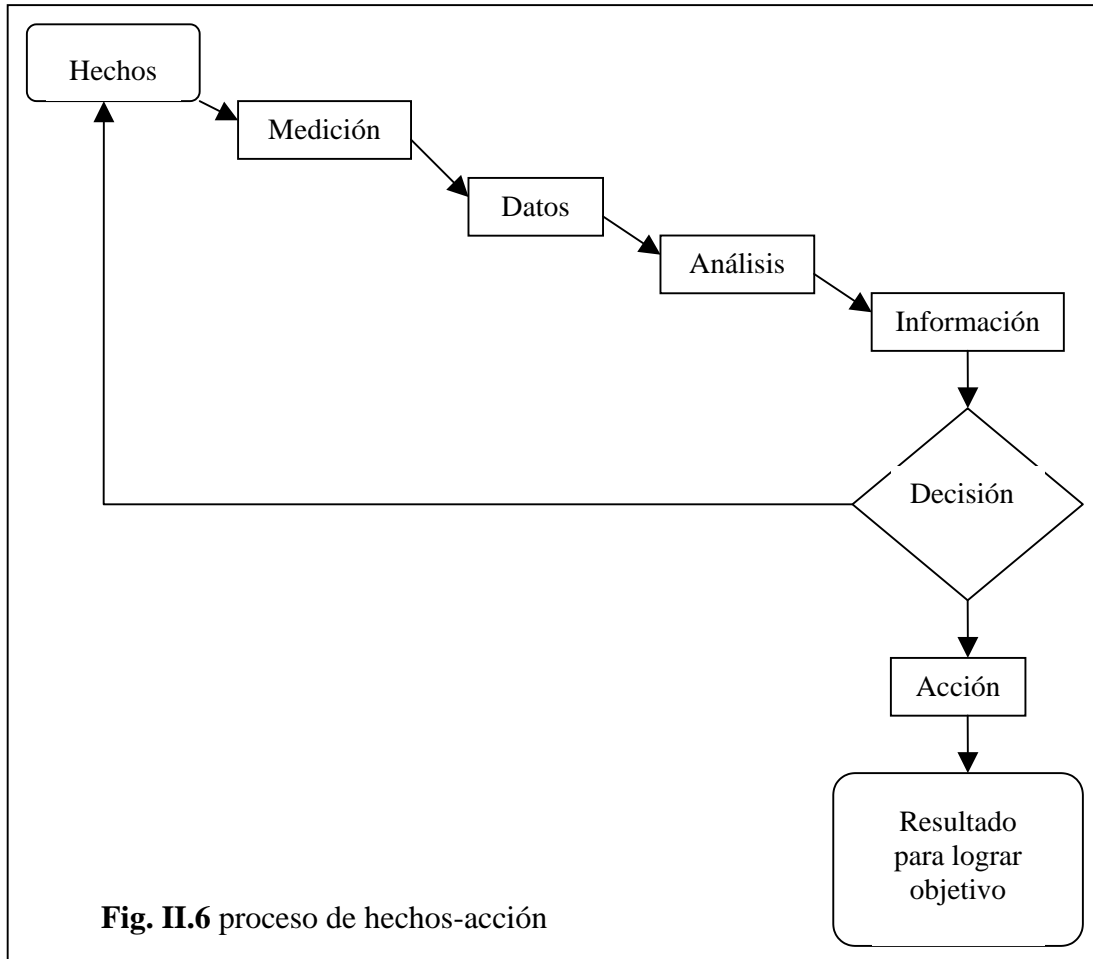 Hechos
Medición
Datos
Análisis
Información
Decisión
Acción
Resultado
para lograr
objetivo
Fig. II.6 proceso de hechos-acción